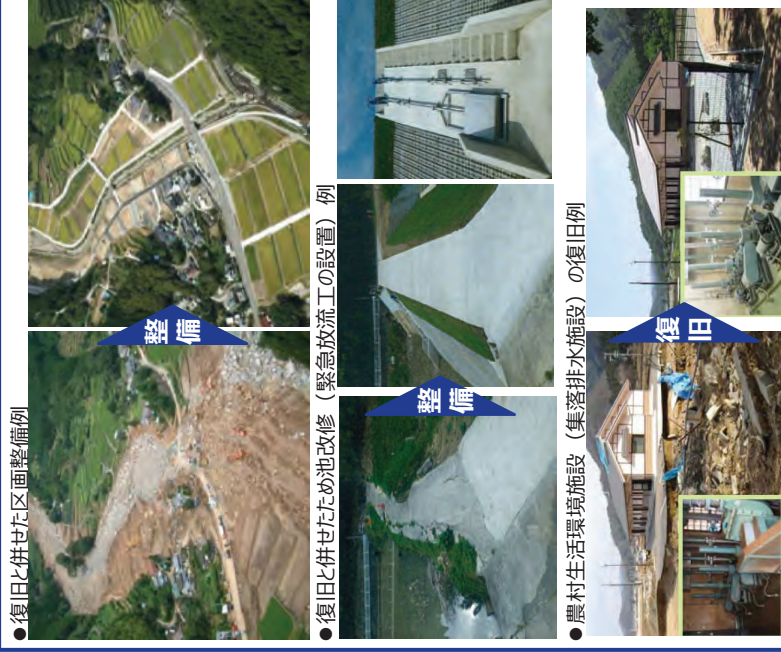 ●復旧と併せた区画整備例
整備
●復旧と併せたため池改修（緊急放流工の設置）例
整備
●農村生活環境施設（集落排水施設）の復旧例
復旧